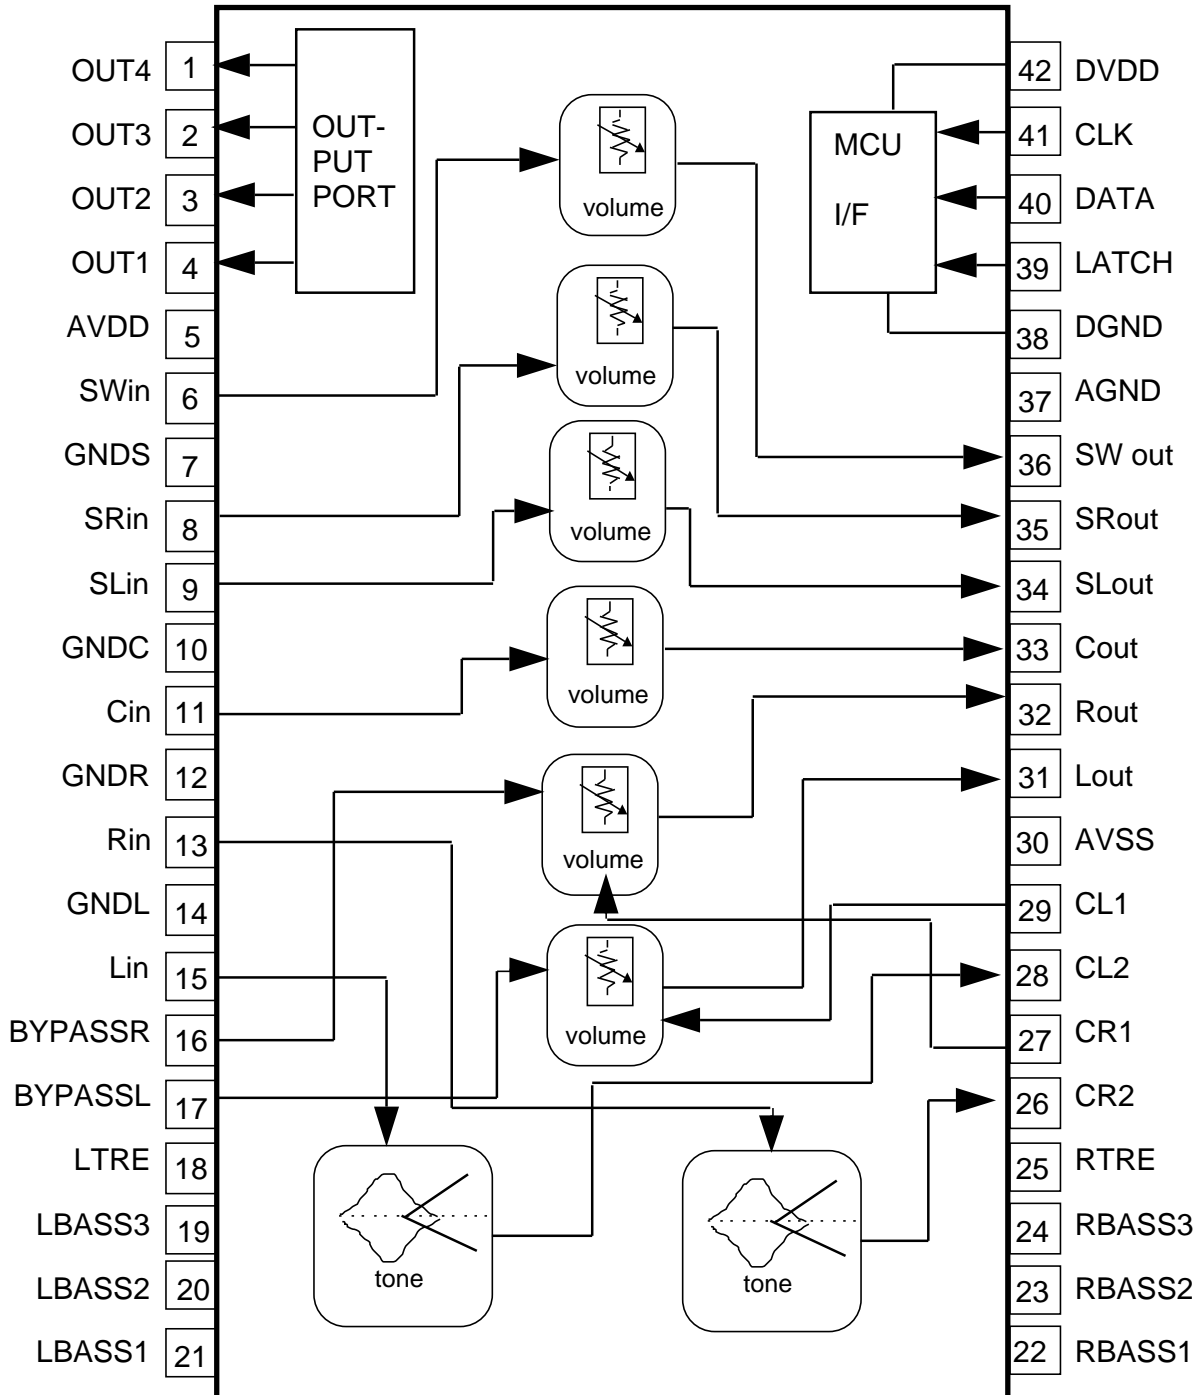 OUT4 1
OUT3 2
OUT2 3
OUT1 4
AVDD 5
SWin 6
GNDS 7
SRin 8
SLin 9
GNDC 10
Cin 11
GNDR 12
Rin 13
GNDL 14
Lin 15
BYPASSR 16
BYPASSL 17
LTRE 18
LBASS3 19
LBASS2 20
LBASS1 21
OUT-
PUT
PORT
volume
volume
volume
volume
volume
volume
tone
tone
MCU
I/F
42 DVDD
41 CLK
40 DATA
39 LATCH
38 DGND
37 AGND
36 SW out
35 SRout
34 SLout
33 Cout
32 Rout
31 Lout
30 AVSS
29 CL1
28 CL2
27 CR1
26 CR2
25 RTRE
24 RBASS3
23 RBASS2
22 RBASS1